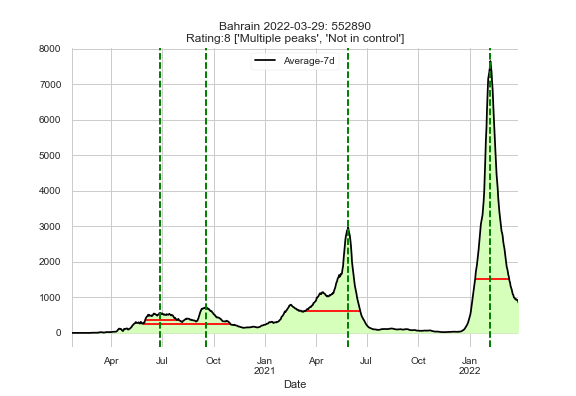 Bahrain 2022-03-29: 552890
Rating:8 ['Multiple peaks', 'Not in control']
Average-7d
8000
7000
6000
5000
4000
3000
2000
1000
0
Apr Jul Oct Jan Apr Jul Oct Jan
2021 2022
Date